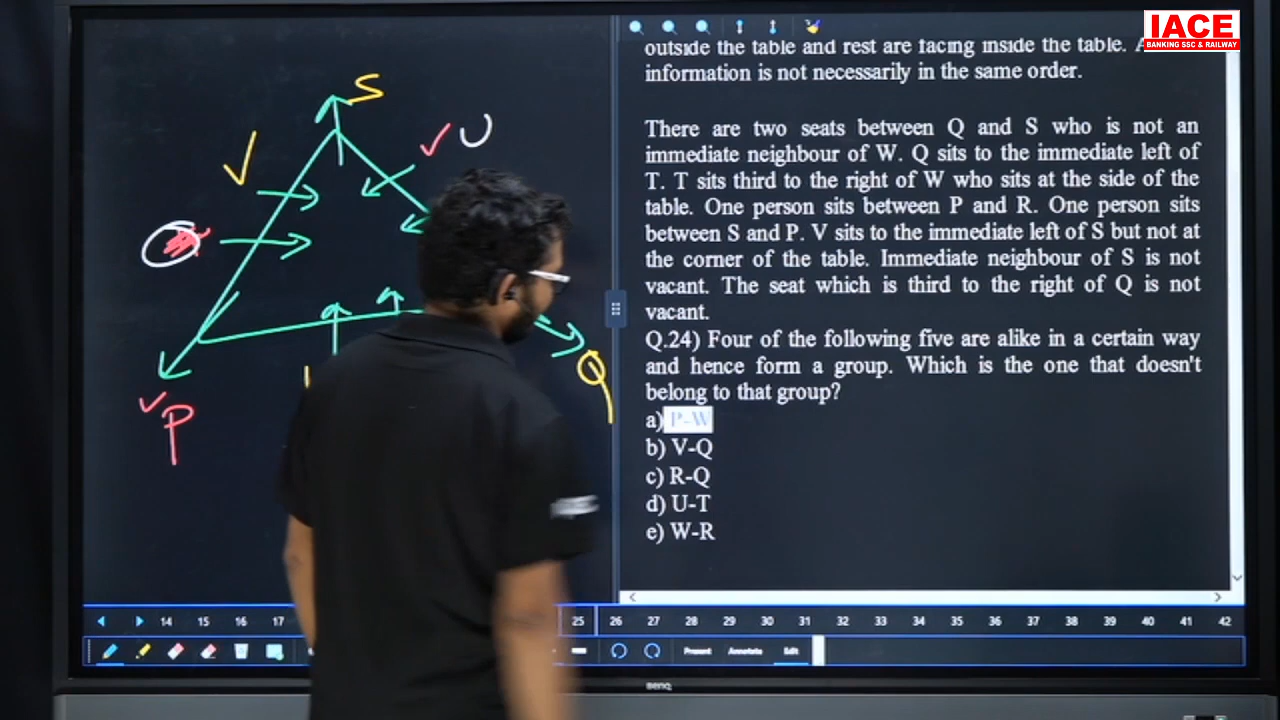 IACE
BANKING SSC & RAILWAY
outside the table and rest are facing inside the table.
information is not necessarily in the same order.
There are two seats between Q and S who is not an
immediate neighbour of W. Q sits to the immediate left of
T. T sits third to the right of W who sits at the side of the
table. One person sits between P and R. One person sits
between S and P. V sits to the immediate left of S but not at
the corner of the table. Immediate neighbour of S is not
vacant. The seat which is third to the right of Q is not
vacant.
Q.24) Four of the following five are alike in a certain way
and hence form a group. Which is the one that doesn't
belong to that group?
a) P-W
b) V-Q
c) R-Q
d) U-T
e) W-R
S
V
U
P
Q
14 15 16 17 25 26 27 28 29 30 31 32 33 34 35 36 37 38 39 40 41 42
Present Annotate Edit
BenQ